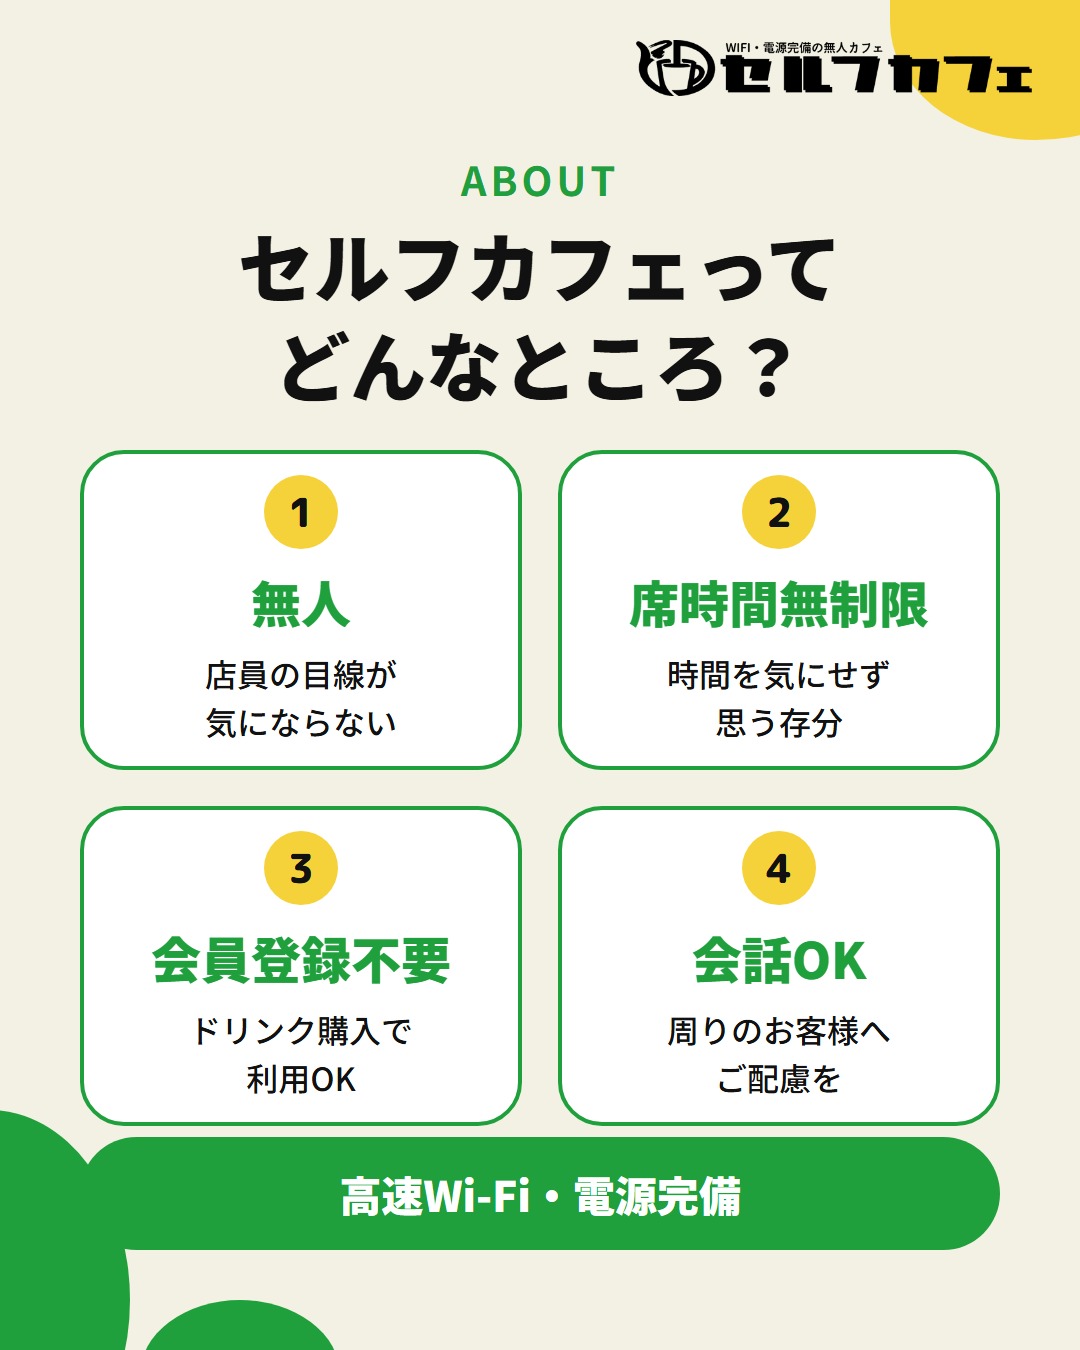 WIFI・電源完備の無人カフェ
セルフカフェ
ABOUT
セルフカフェって
どんなところ？
1
無人
店員の目線が
気にならない
2
席時間無制限
時間を気にせず
思う存分
3
会員登録不要
ドリンク購入で
利用OK
4
会話OK
周りのお客様へ
ご配慮を
高速Wi-Fi・電源完備